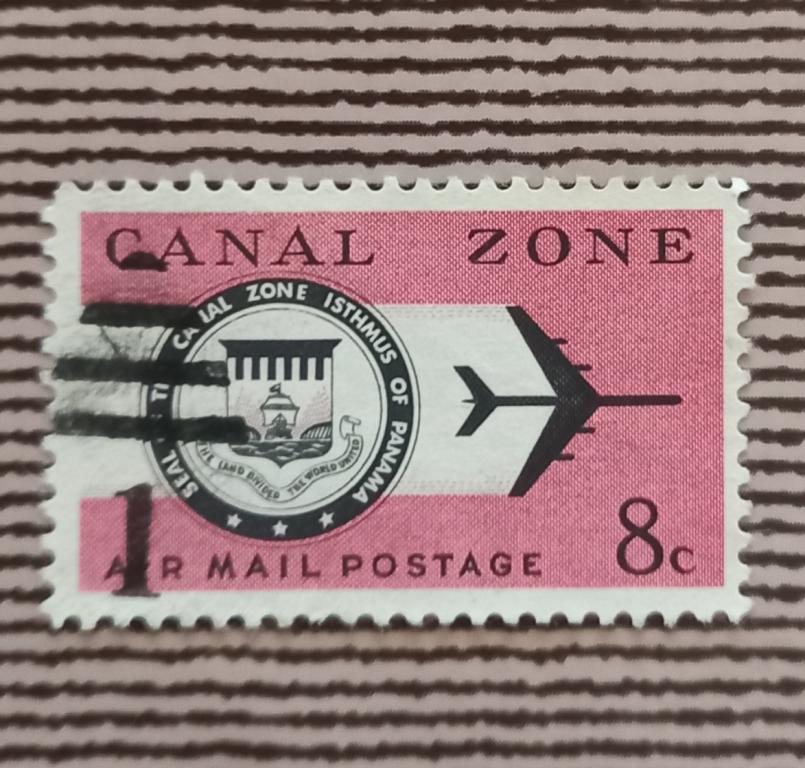 CANAL ZONE
SEAL OF THE CANAL ZONE ISTHMUS OF PANAMA
THE LAND DIVIDED THE WORLD UNITED
1
AIR MAIL POSTAGE 8c